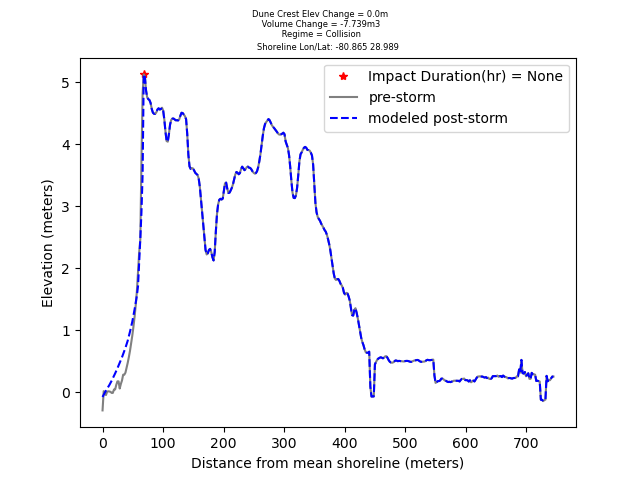 Dune Crest Elev Change = 0.0m
Volume Change = -7.739m3
Regime = Collision
Shoreline Lon/Lat: -80.865 28.989
Impact Duration(hr) = None
pre-storm
modeled post-storm
Elevation (meters)
5
4
3
2
1
0
0 100 200 300 400 500 600 700
Distance from mean shoreline (meters)